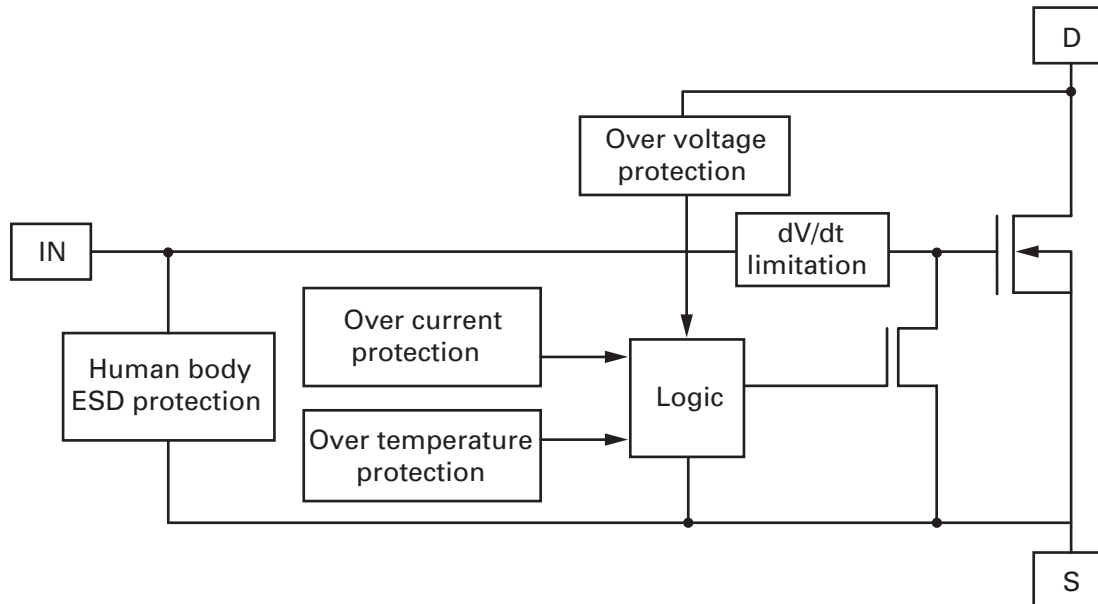 D
Over voltage
protection
IN
dV/dt
limitation
Over current
protection
Human body
ESD protection
Logic
Over temperature
protection
S